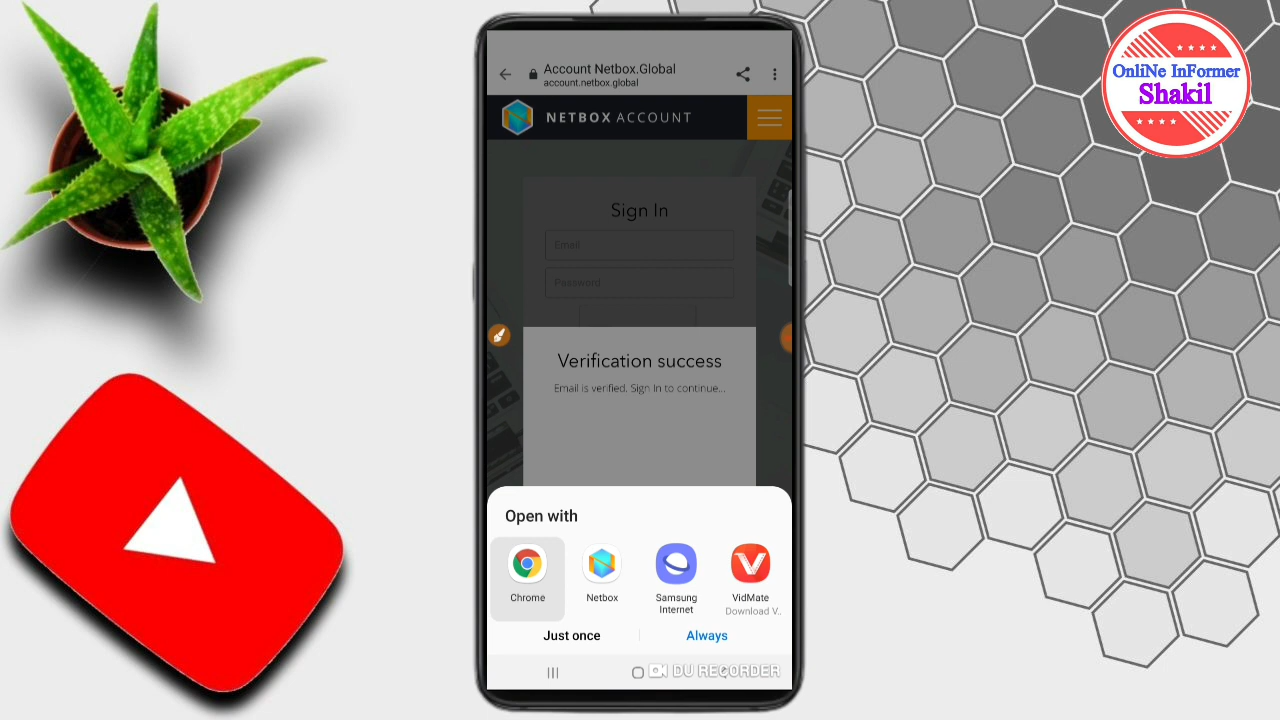 OnliNe InFormer
Shakil
Account Netbox.Global
account.netbox.global
NETBOX ACCOUNT
Sign In
Email
Password
Verification success
Email is verified. Sign In to continue...
Open with
Chrome
Netbox
Samsung
Internet
VidMate
Download V..
Just once
Always
DU RECORDER